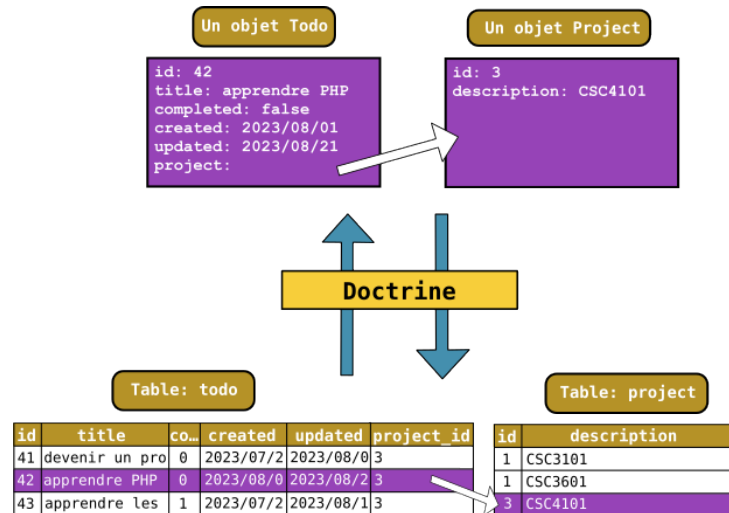 Un objet Todo
Un objet Project
id: 42
title: apprendre PHP
completed: false
created: 2023/08/01
updated: 2023/08/21
project:
id: 3
description: CSC4101
Doctrine
Table: todo
Table: project
id title co… created updated project_id
41 devenir un pro 0 2023/07/2 2023/08/0 3
42 apprendre PHP 0 2023/08/0 2023/08/2 3
43 apprendre les 1 2023/07/2 2023/08/1 3
id description
1 CSC3101
1 CSC3601
3 CSC4101